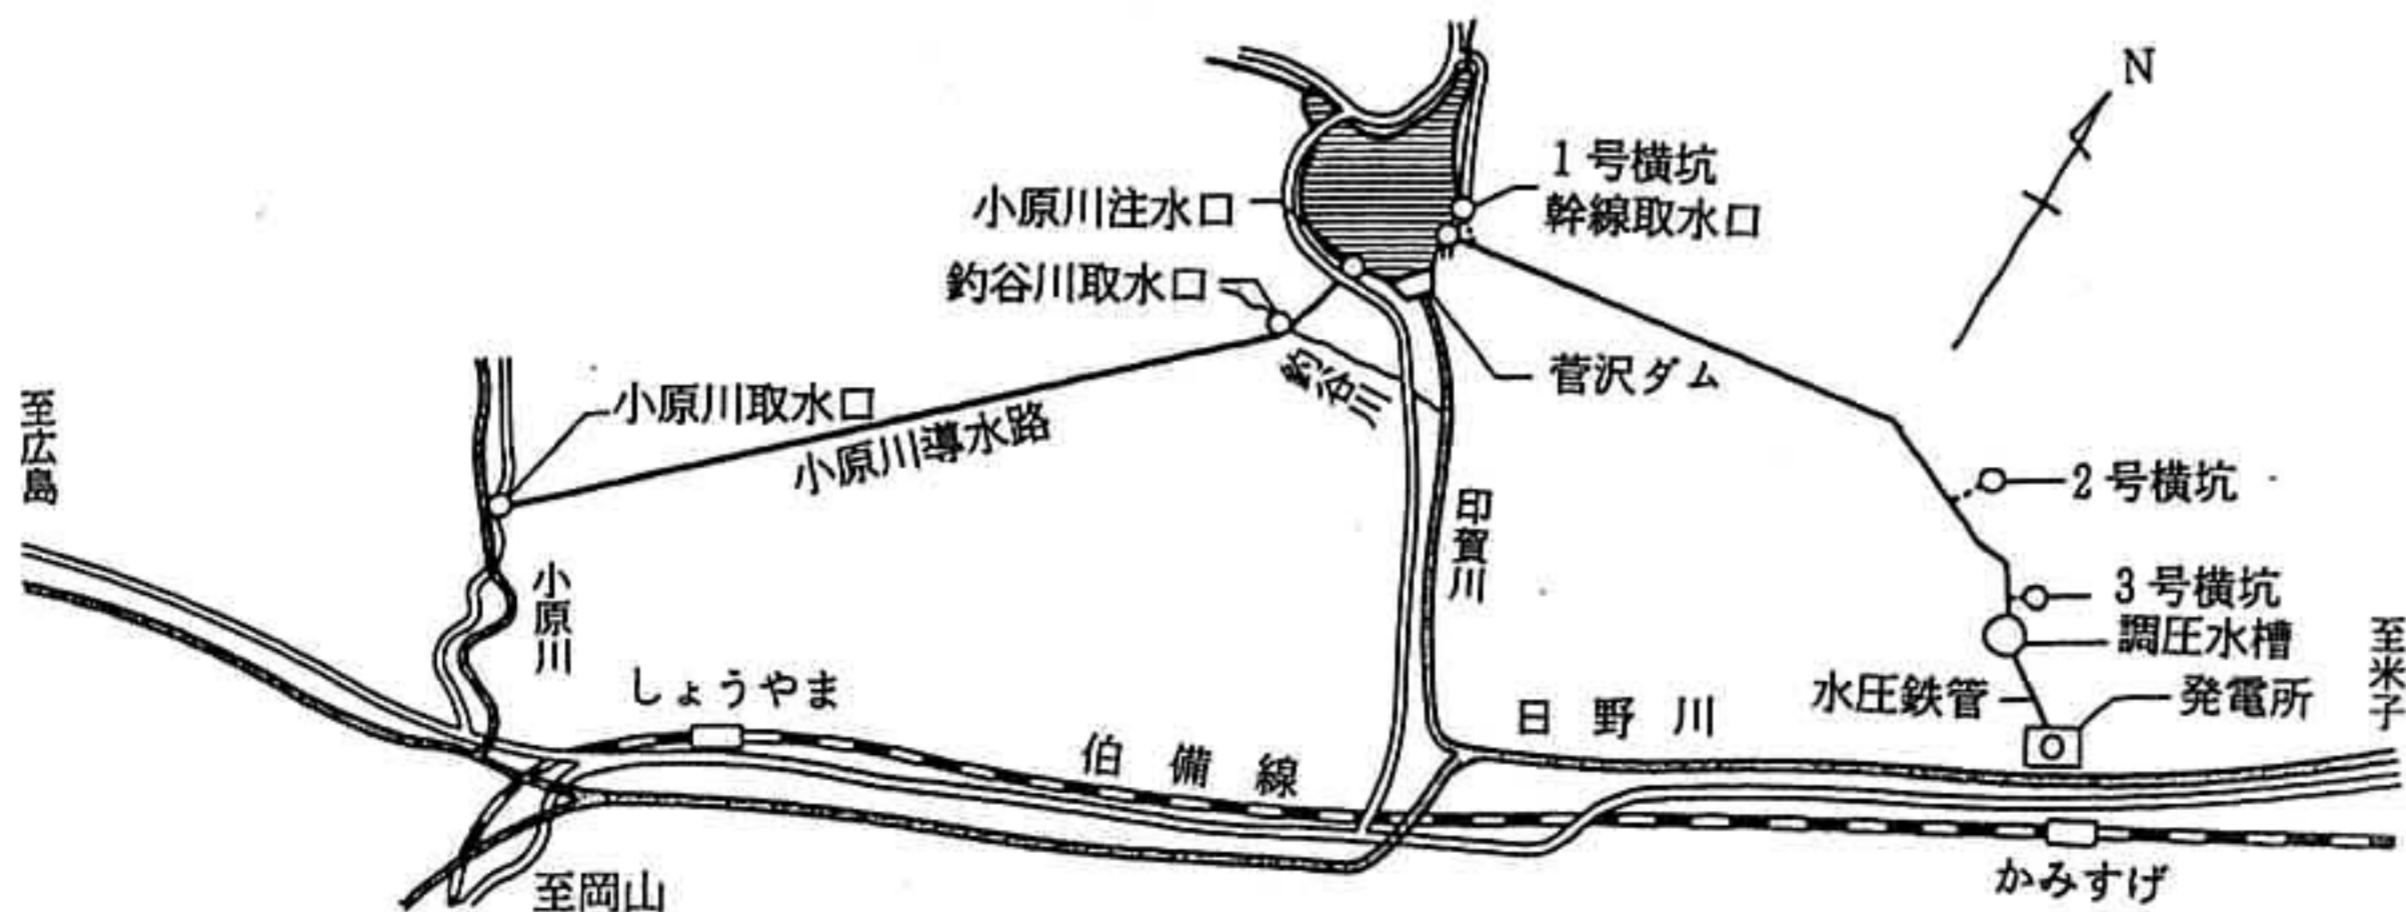 N
1号横坑
幹線取水口
小原川注水口
釣谷川取水口
菅沢ダム
釣谷川
小原川取水口
小原川導水路
至広島
2号横坑
印賀川
小原川
3号横坑
調圧水槽
至米子
しょうやま
水圧鉄管
発電所
日野川
伯備線
かみすげ
至岡山